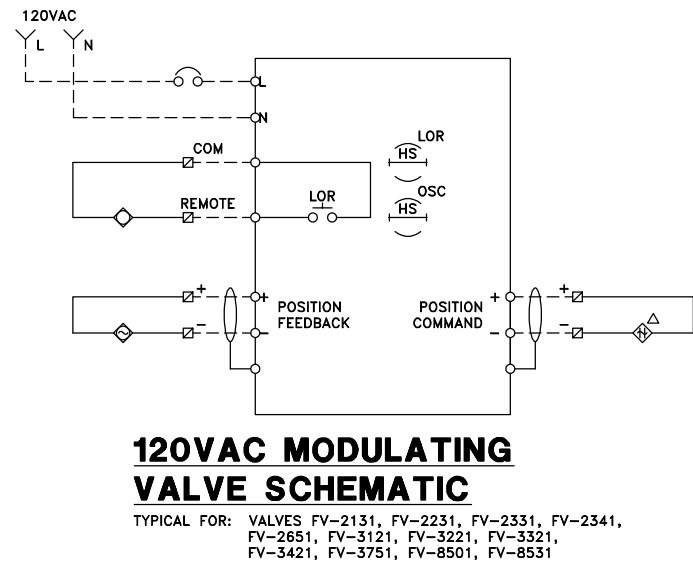 120VAC
L N
L
N
COM
LOR
HS
REMOTE
LOR
OSC
HS
+ + POSITION FEEDBACK
- -
POSITION COMMAND + +
- -
120VAC MODULATING
VALVE SCHEMATIC
TYPICAL FOR: VALVES FV-2131, FV-2231, FV-2331, FV-2341,
FV-2651, FV-3121, FV-3221, FV-3321,
FV-3421, FV-3751, FV-8501, FV-8531